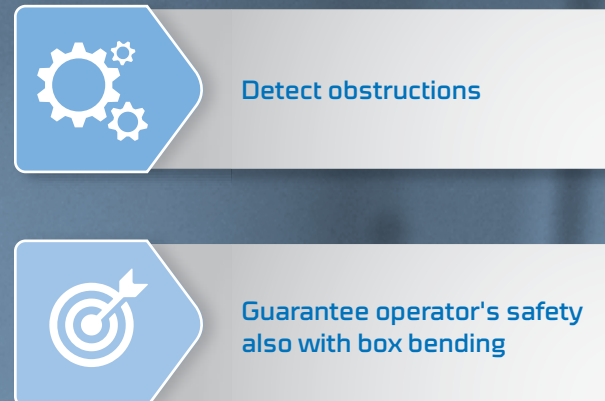 Detect obstructions
Guarantee operator's safety
also with box bending